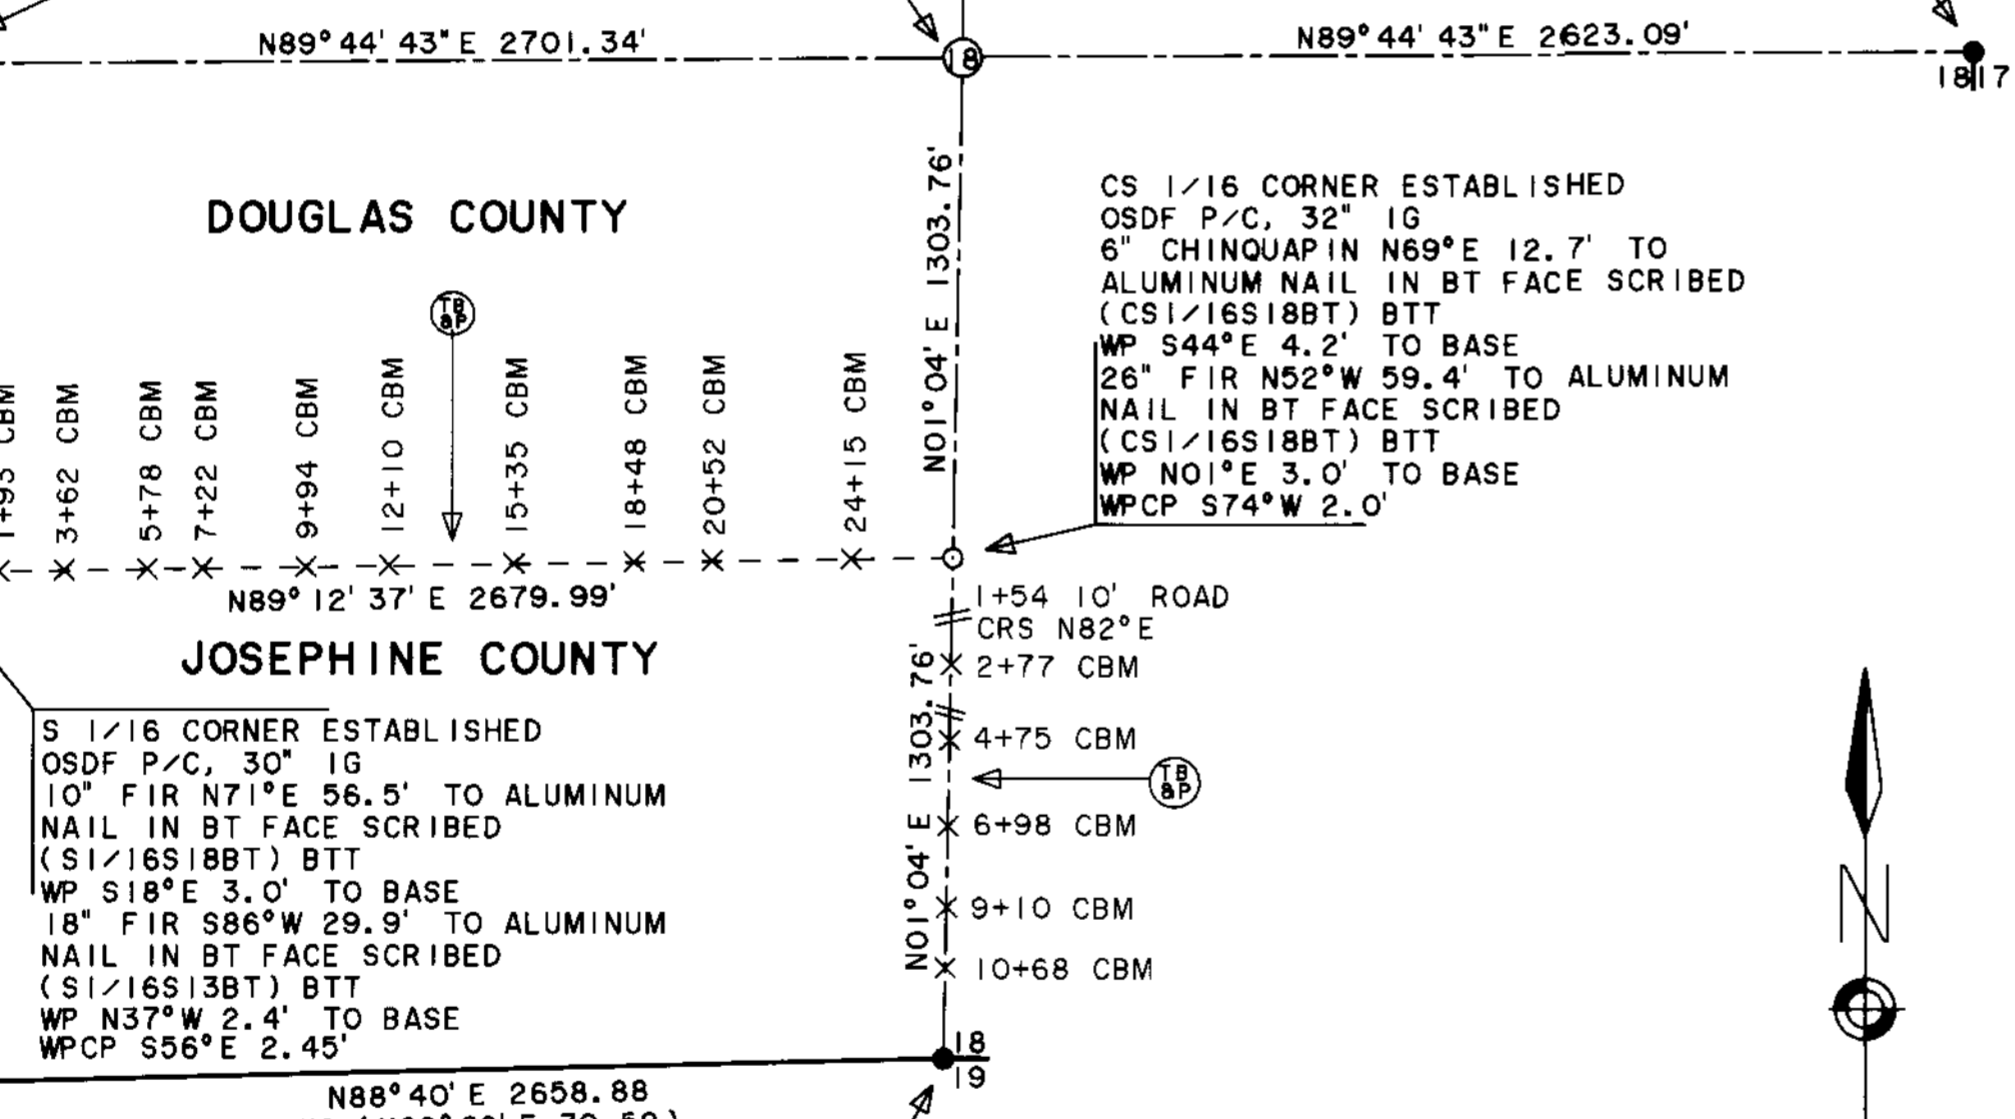 N89°44'43"E 2701.34'
N89°44'43"E 2623.09'
18
18 17
DOUGLAS COUNTY
N01°04'E 1303.76'
CS 1/16 CORNER ESTABLISHED
OSDF P/C, 32" IG
6" CHINQUAPIN N69°E 12.7' TO
ALUMINUM NAIL IN BT FACE SCRIBED
(CS1/16S18BT) BTT
WP S44°E 4.2' TO BASE
26" FIR N52°W 59.4' TO ALUMINUM
NAIL IN BT FACE SCRIBED
(CS1/16S18BT) BTT
WP N01°E 3.0' TO BASE
WPCP S74°W 2.0'
TB
&P
1+93 CBM
3+62 CBM
5+78 CBM
7+22 CBM
9+94 CBM
12+10 CBM
15+35 CBM
18+48 CBM
20+52 CBM
24+15 CBM
N89°12'37'E 2679.99'
JOSEPHINE COUNTY
1+54 10' ROAD
CRS N82°E
2+77 CBM
4+75 CBM
TB
&P
6+98 CBM
9+10 CBM
10+68 CBM
N01°04'E 1303.76'
S 1/16 CORNER ESTABLISHED
OSDF P/C, 30" IG
10" FIR N71°E 56.5' TO ALUMINUM
NAIL IN BT FACE SCRIBED
(S1/16S18BT) BTT
WP S18°E 3.0' TO BASE
18" FIR S86°W 29.9' TO ALUMINUM
NAIL IN BT FACE SCRIBED
(S1/16S13BT) BTT
WP N37°W 2.4' TO BASE
WPCP S56°E 2.45'
18
19
N88°40'E 2658.88
N